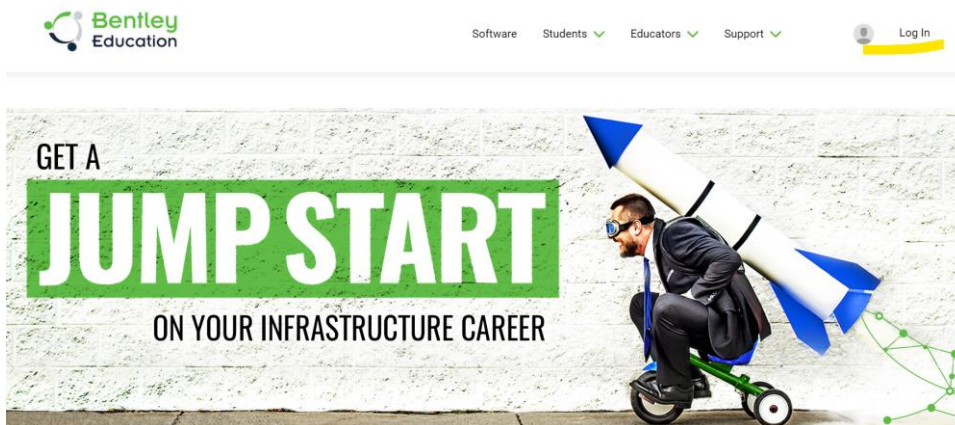 Bentley
Education
Software Students Educators Support Log In
GET A
JUMP START
ON YOUR INFRASTRUCTURE CAREER